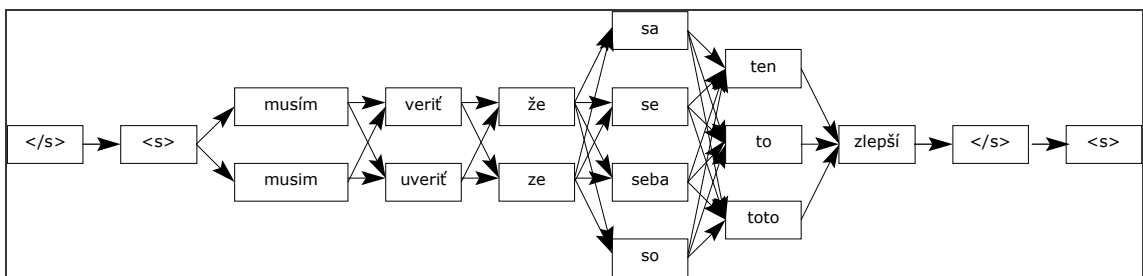 </s>
<s>
musím
musim
veriť
uveriť
že
ze
sa
se
seba
so
ten
to
toto
zlepší
</s>
<s>